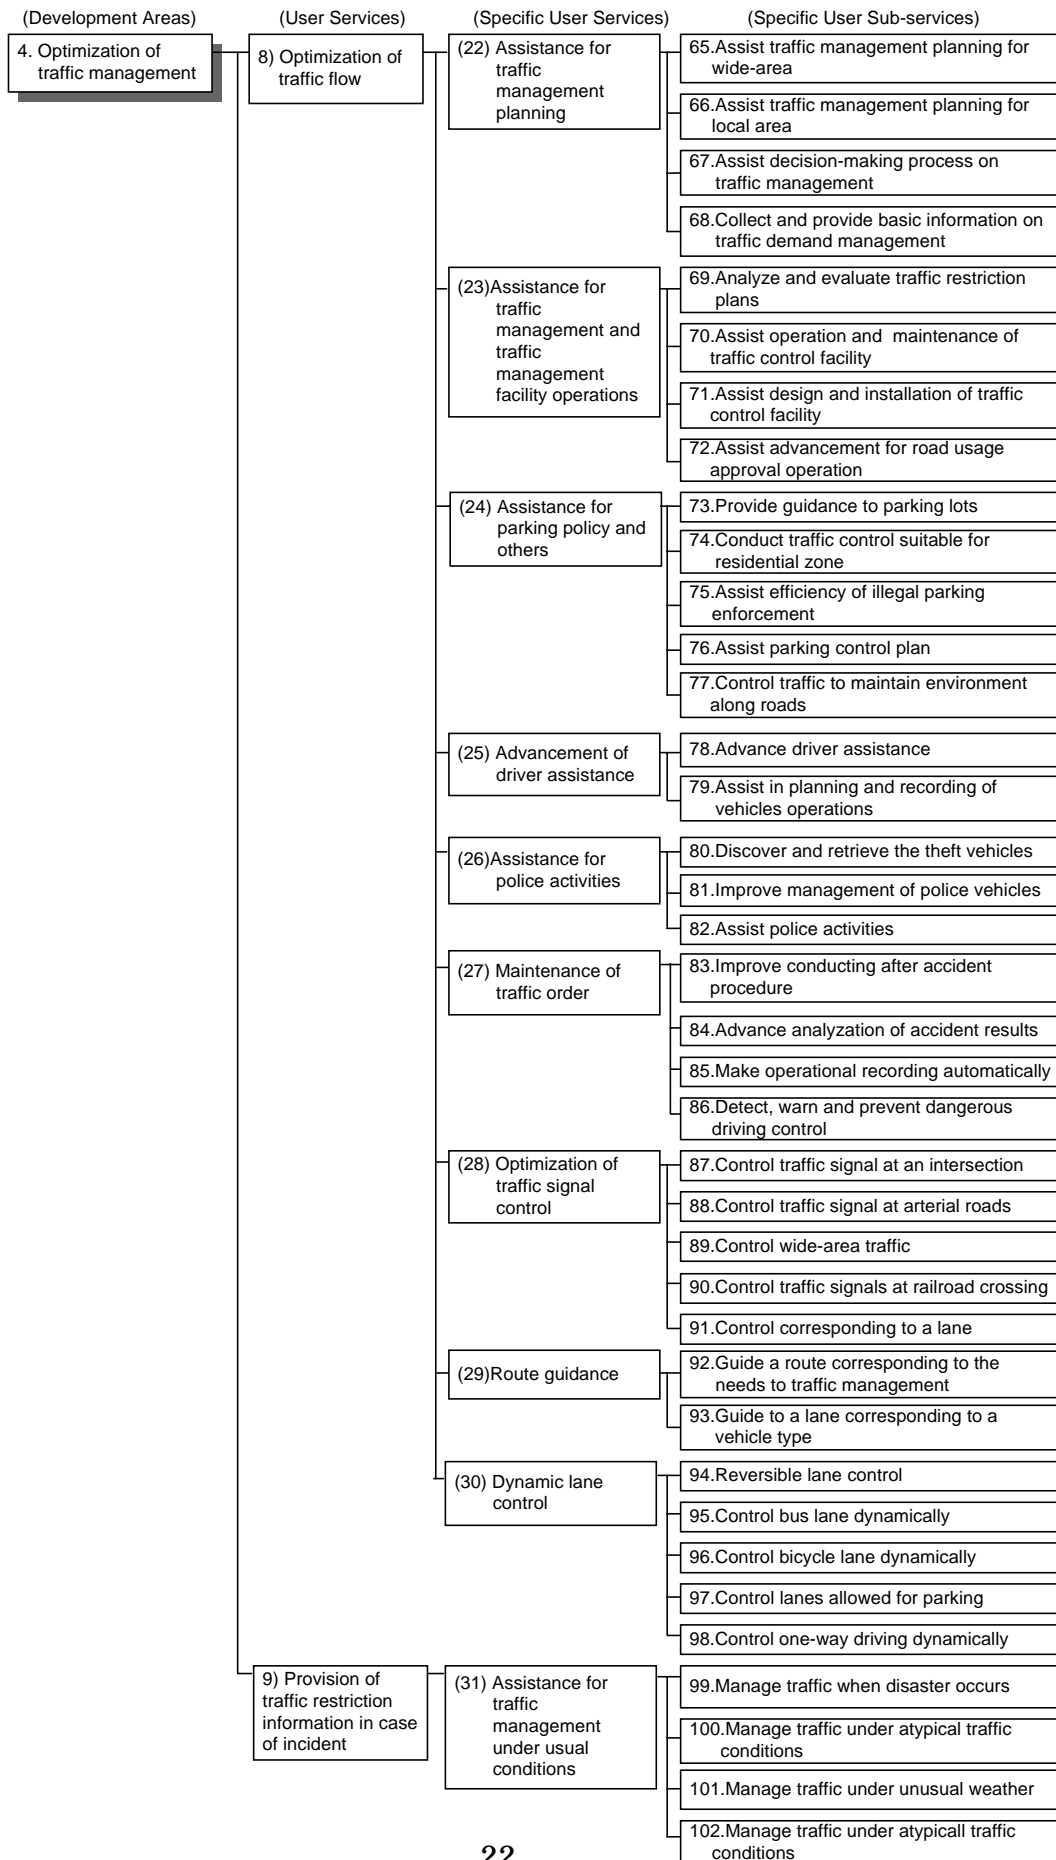 (Development Areas)
(User Services)
(Specific User Services)
(Specific User Sub-services)
4. Optimization of
traffic management
8) Optimization of
traffic flow
(22) Assistance for
traffic
management
planning
65.Assist traffic management planning for
wide-area
66.Assist traffic management planning for
local area
67.Assist decision-making process on
traffic management
68.Collect and provide basic information on
traffic demand management
(23)Assistance for
traffic
management and
traffic
management
facility operations
69.Analyze and evaluate traffic restriction
plans
70.Assist operation and maintenance of
traffic control facility
71.Assist design and installation of traffic
control facility
72.Assist advancement for road usage
approval operation
(24) Assistance for
parking policy and
others
73.Provide guidance to parking lots
74.Conduct traffic control suitable for
residential zone
75.Assist efficiency of illegal parking
enforcement
76.Assist parking control plan
77.Control traffic to maintain environment
along roads
(25) Advancement of
driver assistance
78.Advance driver assistance
79.Assist in planning and recording of
vehicles operations
(26)Assistance for
police activities
80.Discover and retrieve the theft vehicles
81.Improve management of police vehicles
82.Assist police activities
(27) Maintenance of
traffic order
83.Improve conducting after accident
procedure
84.Advance analyzation of accident results
85.Make operational recording automatically
86.Detect, warn and prevent dangerous
driving control
(28) Optimization of
traffic signal
control
87.Control traffic signal at an intersection
88.Control traffic signal at arterial roads
89.Control wide-area traffic
90.Control traffic signals at railroad crossing
91.Control corresponding to a lane
(29)Route guidance
92.Guide a route corresponding to the
needs to traffic management
93.Guide to a lane corresponding to a
vehicle type
(30) Dynamic lane
control
94.Reversible lane control
95.Control bus lane dynamically
96.Control bicycle lane dynamically
97.Control lanes allowed for parking
98.Control one-way driving dynamically
9) Provision of
traffic restriction
information in case
of incident
(31) Assistance for
traffic
management
under usual
conditions
99.Manage traffic when disaster occurs
100.Manage traffic under atypical traffic
conditions
101.Manage traffic under unusual weather
102.Manage traffic under atypicall traffic
conditions
22